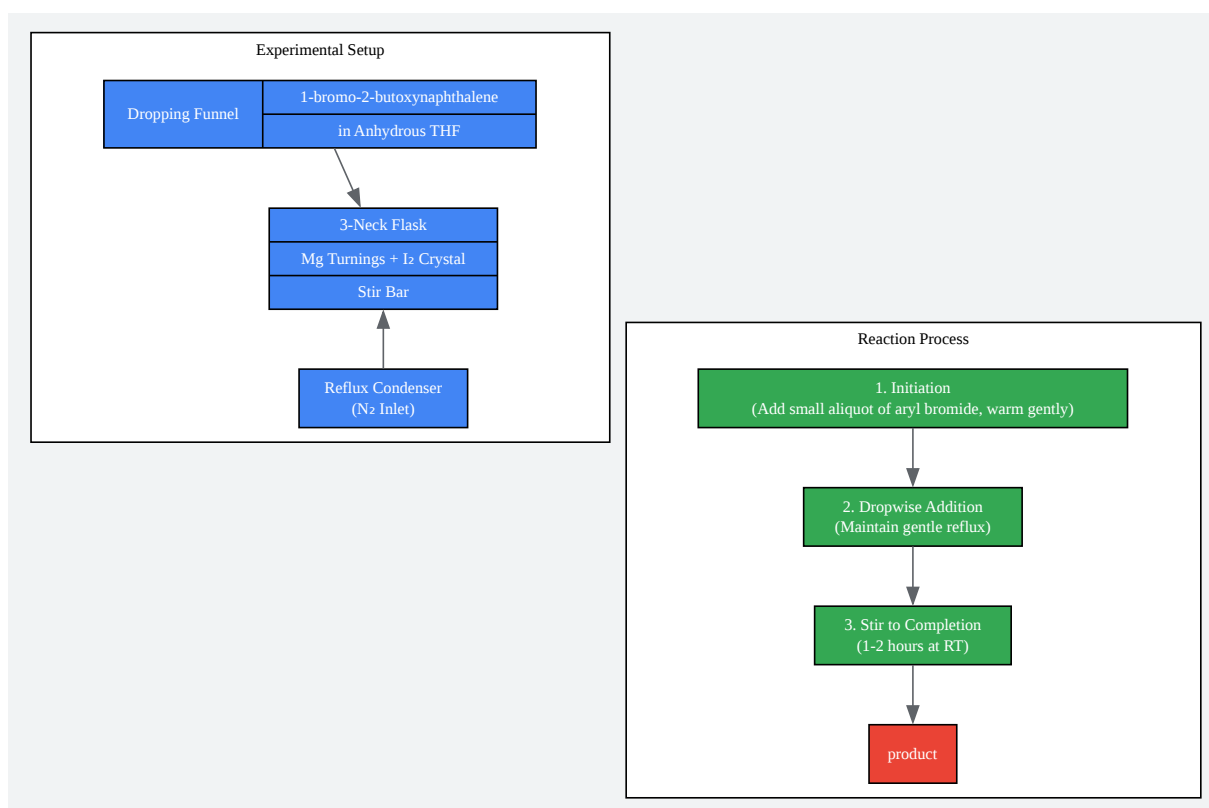 Experimental Setup
Dropping Funnel
1-bromo-2-butoxynaphthalene
in Anhydrous THF
3-Neck Flask
Mg Turnings + I₂ Crystal
Stir Bar
Reflux Condenser
(N₂ Inlet)
Reaction Process
1. Initiation
(Add small aliquot of aryl bromide, warm gently)
2. Dropwise Addition
(Maintain gentle reflux)
3. Stir to Completion
(1-2 hours at RT)
product